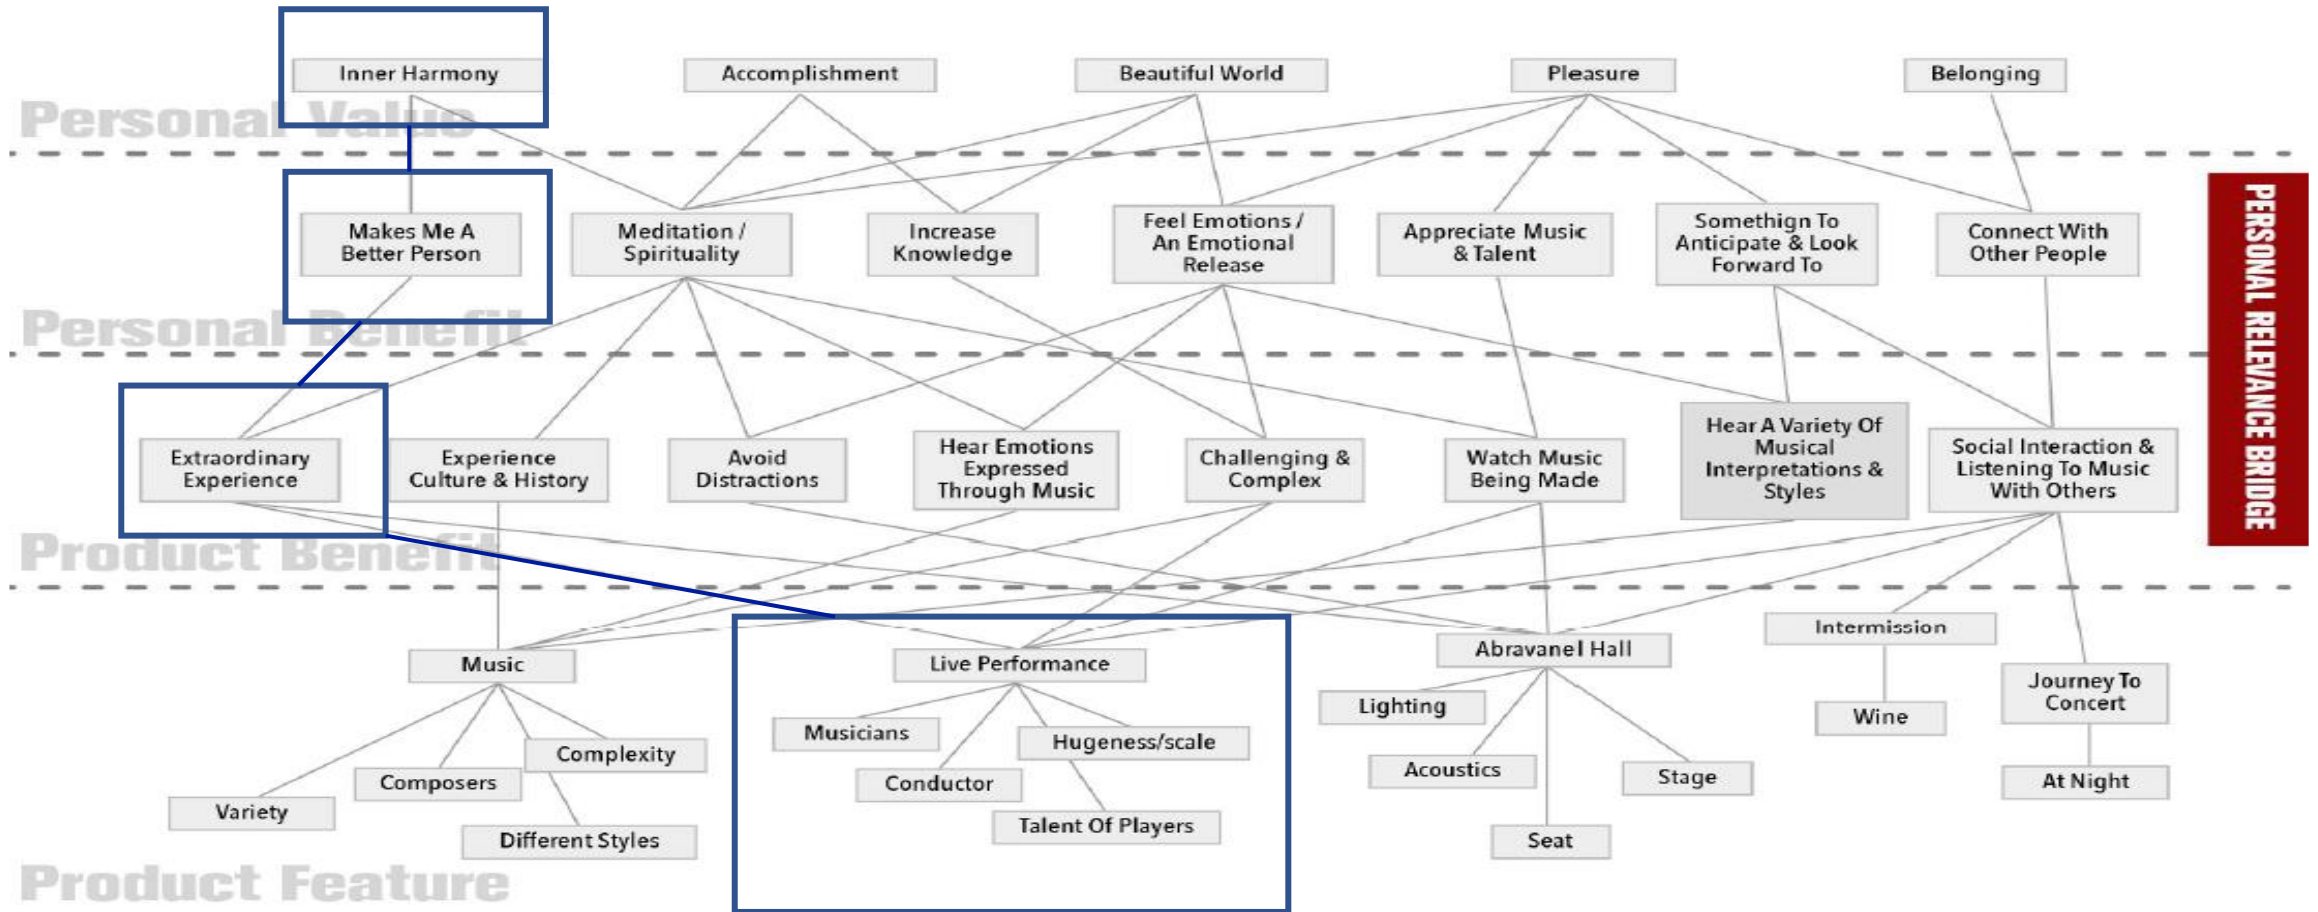 Inner Harmony
Accomplishment
Beautiful World
Pleasure
Belonging
Personal Value
Makes Me A
Better Person
Meditation /
Spirituality
Increase
Knowledge
Feel Emotions /
An Emotional
Release
Appreciate Music
& Talent
Somethign To
Anticipate & Look
Forward To
Connect With
Other People
Personal Benefit
PERSONAL RELEVANCE BRIDGE
Extraordinary
Experience
Experience
Culture & History
Avoid
Distractions
Hear Emotions
Expressed
Through Music
Challenging &
Complex
Watch Music
Being Made
Hear A Variety Of
Musical
Interpretations &
Styles
Social Interaction &
Listening To Music
With Others
Product Benefit
Music
Live Performance
Abravanel Hall
Intermission
Journey To
Concert
Variety
Composers
Complexity
Different Styles
Musicians
Conductor
Hugeness/scale
Talent Of Players
Lighting
Acoustics
Seat
Stage
Wine
At Night
Product Feature